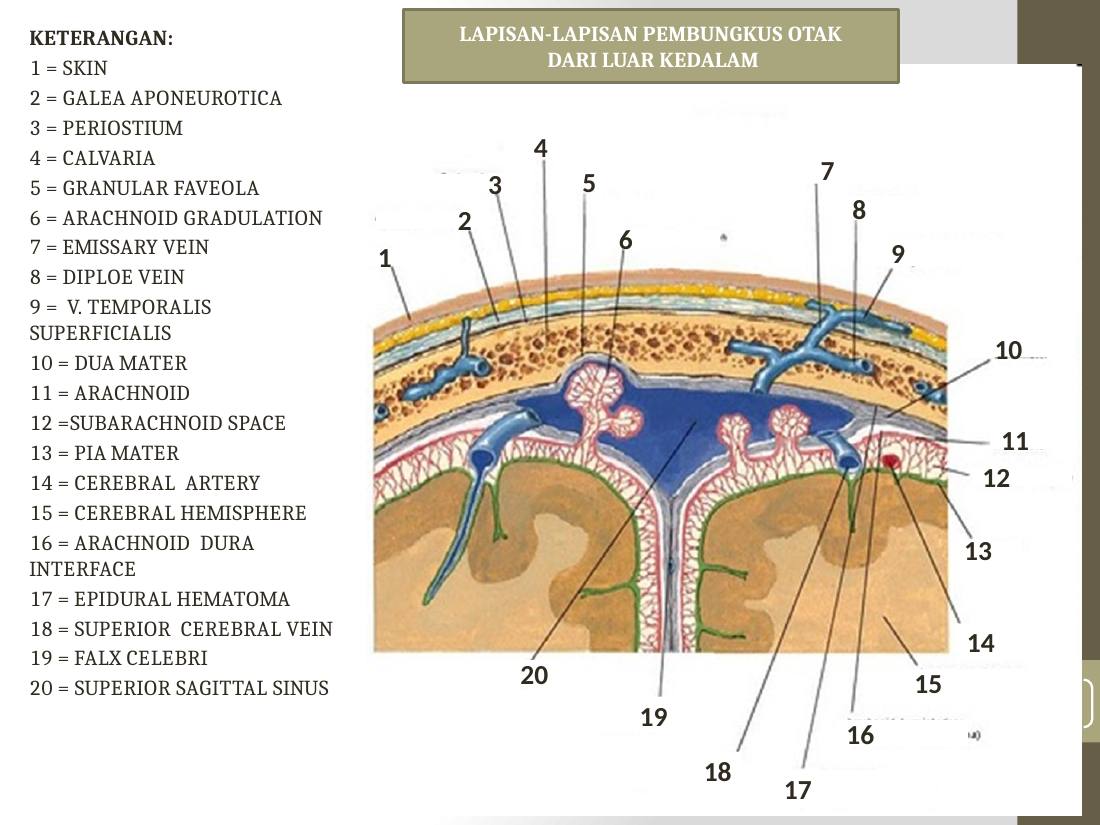 LAPISAN-LAPISAN PEMBUNGKUS OTAK
DARI LUAR KEDALAM
KETERANGAN:
1 = SKIN
2 = GALEA APONEUROTICA
3 = PERIOSTIUM
4 = CALVARIA
5 = GRANULAR FAVEOLA
6 = ARACHNOID GRADULATION
7 = EMISSARY VEIN
8 = DIPLOE VEIN
9 =  V. TEMPORALIS
SUPERFICIALIS
10 = DUA MATER
11 = ARACHNOID
12 =SUBARACHNOID SPACE
13 = PIA MATER
14 = CEREBRAL  ARTERY
15 = CEREBRAL HEMISPHERE
16 = ARACHNOID  DURA
INTERFACE
17 = EPIDURAL HEMATOMA
18 = SUPERIOR  CEREBRAL VEIN
19 = FALX CELEBRI
20 = SUPERIOR SAGITTAL SINUS
4
7
3
5
8
2
6
9
1
10
11
12
13
14
20
15
19
16
18
17